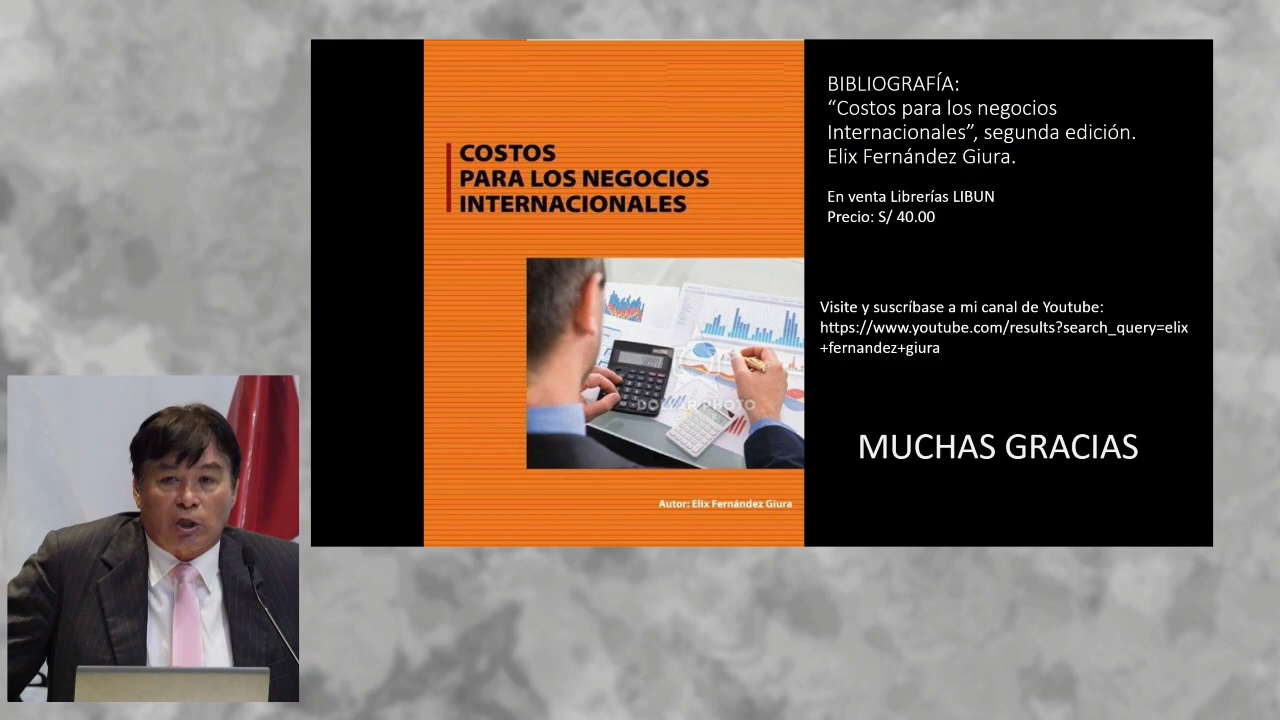 COSTOS
PARA LOS NEGOCIOS
INTERNACIONALES
DOLLAR PHOTO
Autor: Elix Fernández Giura
BIBLIOGRAFÍA:
“Costos para los negocios
Internacionales”, segunda edición.
Elix Fernández Giura.
En venta Librerías LIBUN
Precio: S/ 40.00
Visite y suscríbase a mi canal de Youtube:
https://www.youtube.com/results?search_query=elix
+fernandez+giura
MUCHAS GRACIAS